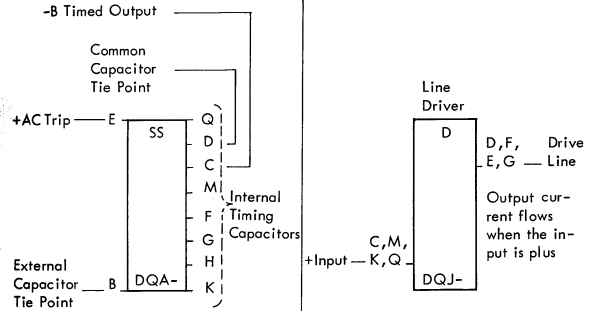 -B Timed Output
Common
Capacitor
Tie Point
+AC Trip E
SS
Q
D
C
M
F
G
H
K
Internal
Timing
Capacitors
External
Capacitor
Tie Point
B
DQA-
Line
Driver
D
D,F, Drive
E,G Line
Output cur-
rent flows
when the in-
put is plus
C,M,
+Input K,Q
DQJ-